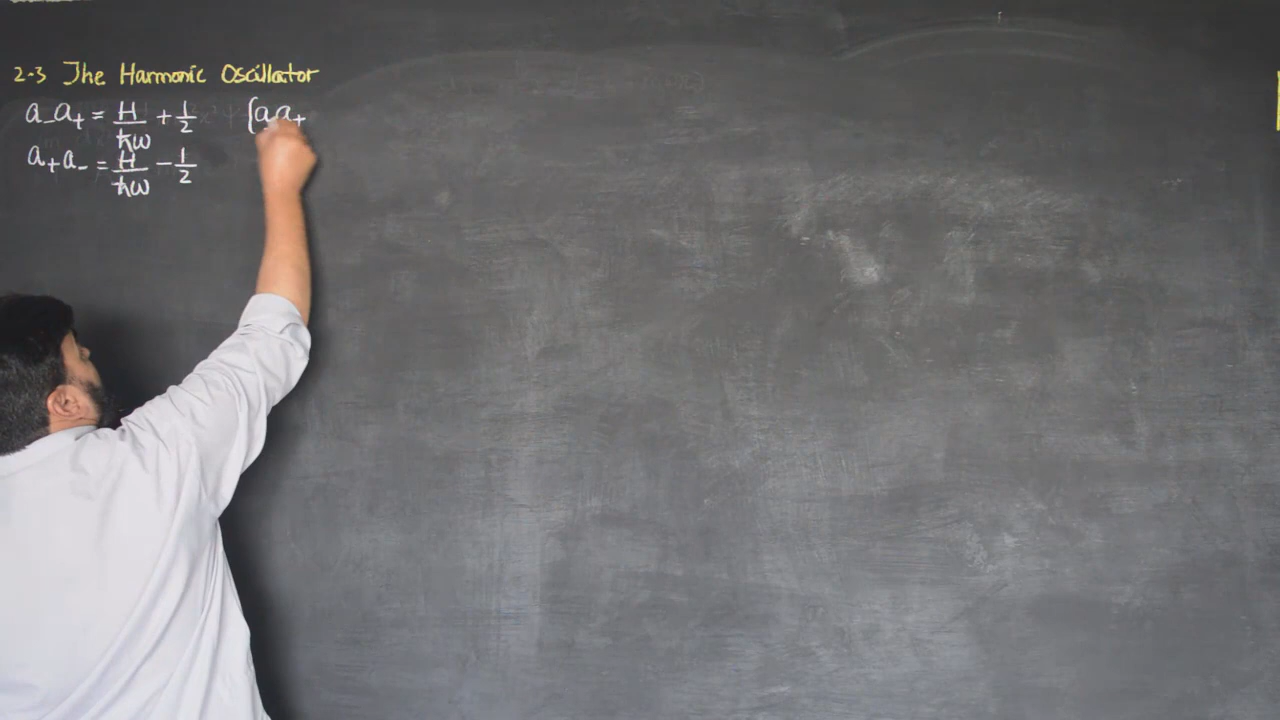 2-3 The Harmonic Oscillator
a₋a₊ = H/ħω + 1/2 [a₋a₊
a₊a₋ = H/ħω − 1/2